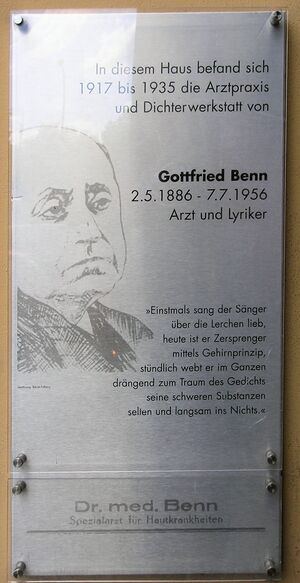 In diesem Haus befand sich
1917 bis 1935 die Arztpraxis
und Dichterwerkstatt von
Gottfried Benn
2.5.1886 - 7.7.1956
Arzt und Lyriker
»Einstmals sang der Sänger
über die Lerchen lieb,
heute ist er Zersprenger
mittels Gehirnprinzip,
stündlich webt er im Ganzen
drängend zum Traum des Gedichts
seine schweren Substanzen
selten und langsam ins Nichts.«
Dr. med. Benn
Spezialarzt für Hautkrankheiten